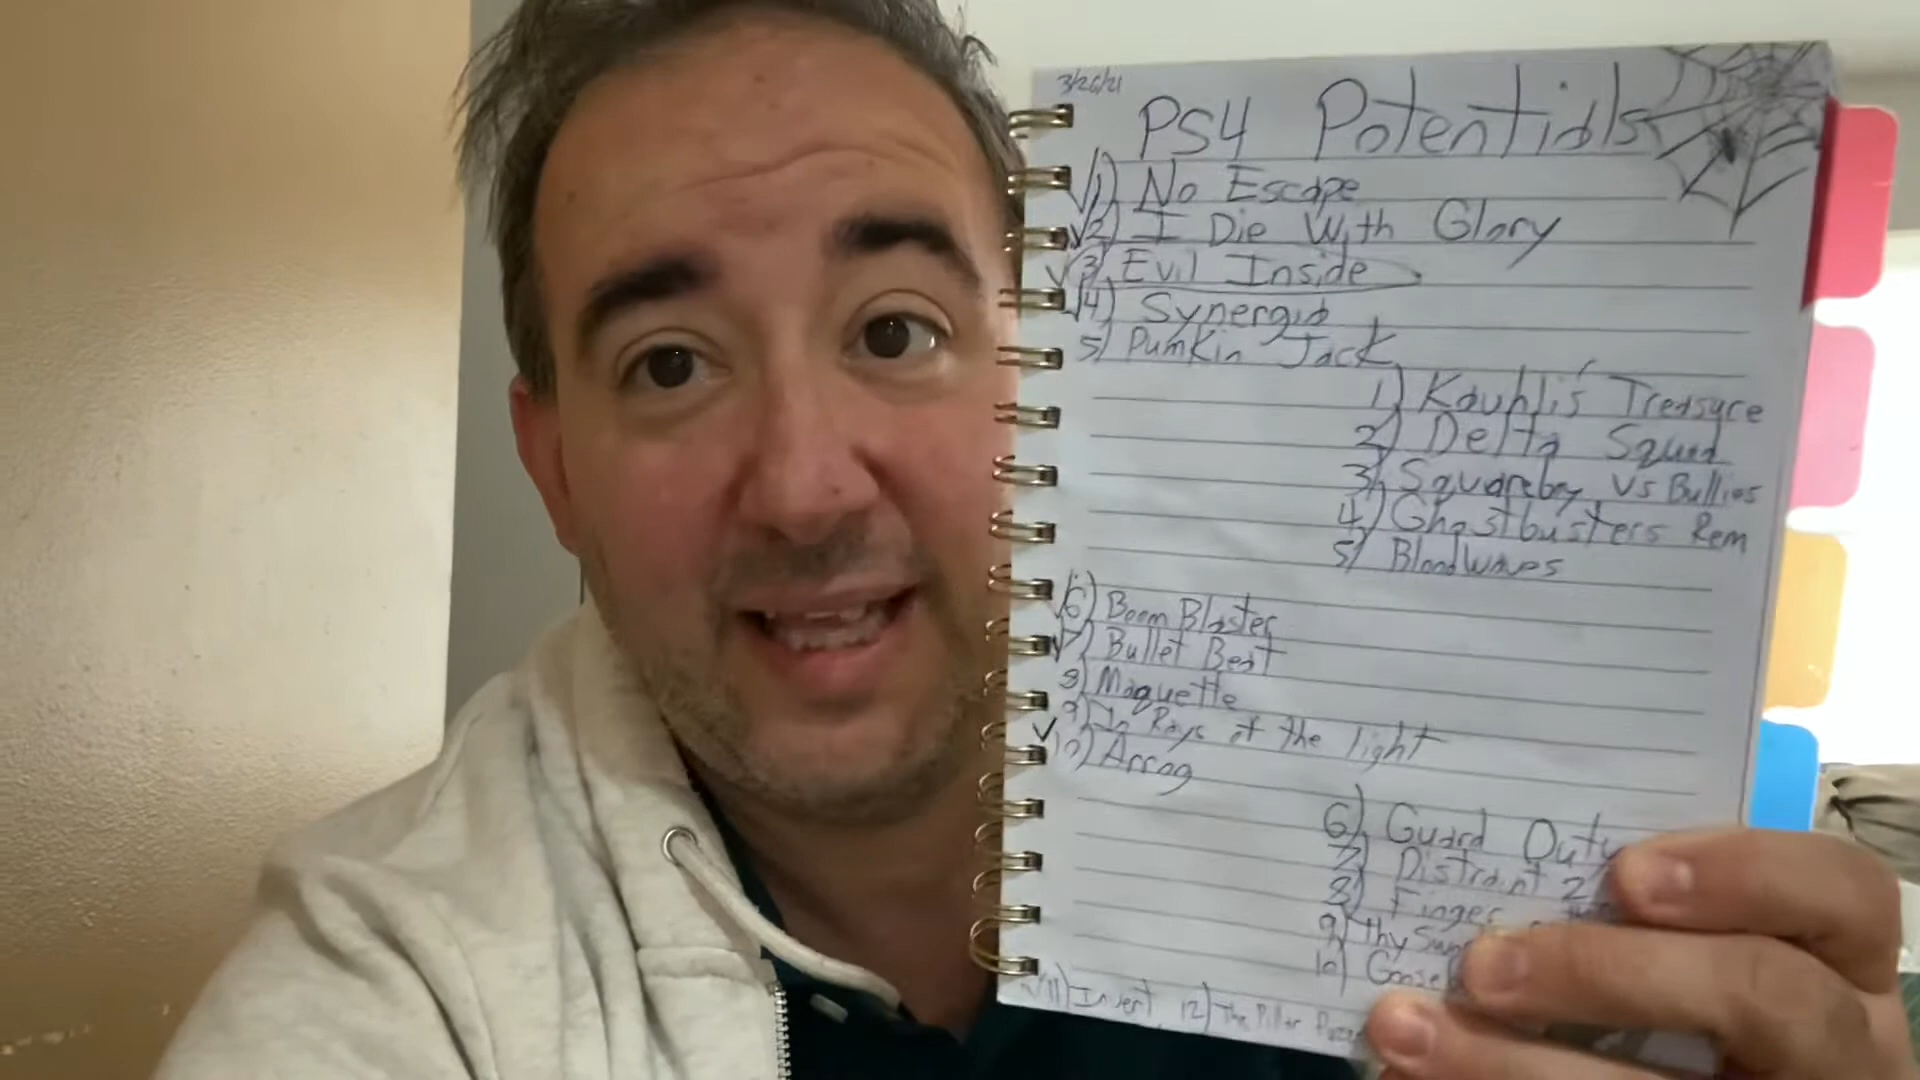 3/26/21
PS4 Potentials
1) No Escape
2) I Die With Glory
3) Evil Inside
4) Synergia
5) Pumkin Jack
1) Kauhli's Treasure
2) Delta Squad
3) Squareboy vs Bullies
4) Ghostbusters Rem
5) Bloodwaves
6) Boom Blaster
7) Bullet Beat
8) Maquette
9) In Rays of the light
10) Arrog
6) Guard Duty
7) Distraint 2
8) Finger
9) Thy
10) Goose
11) Invert 12) The Pillar